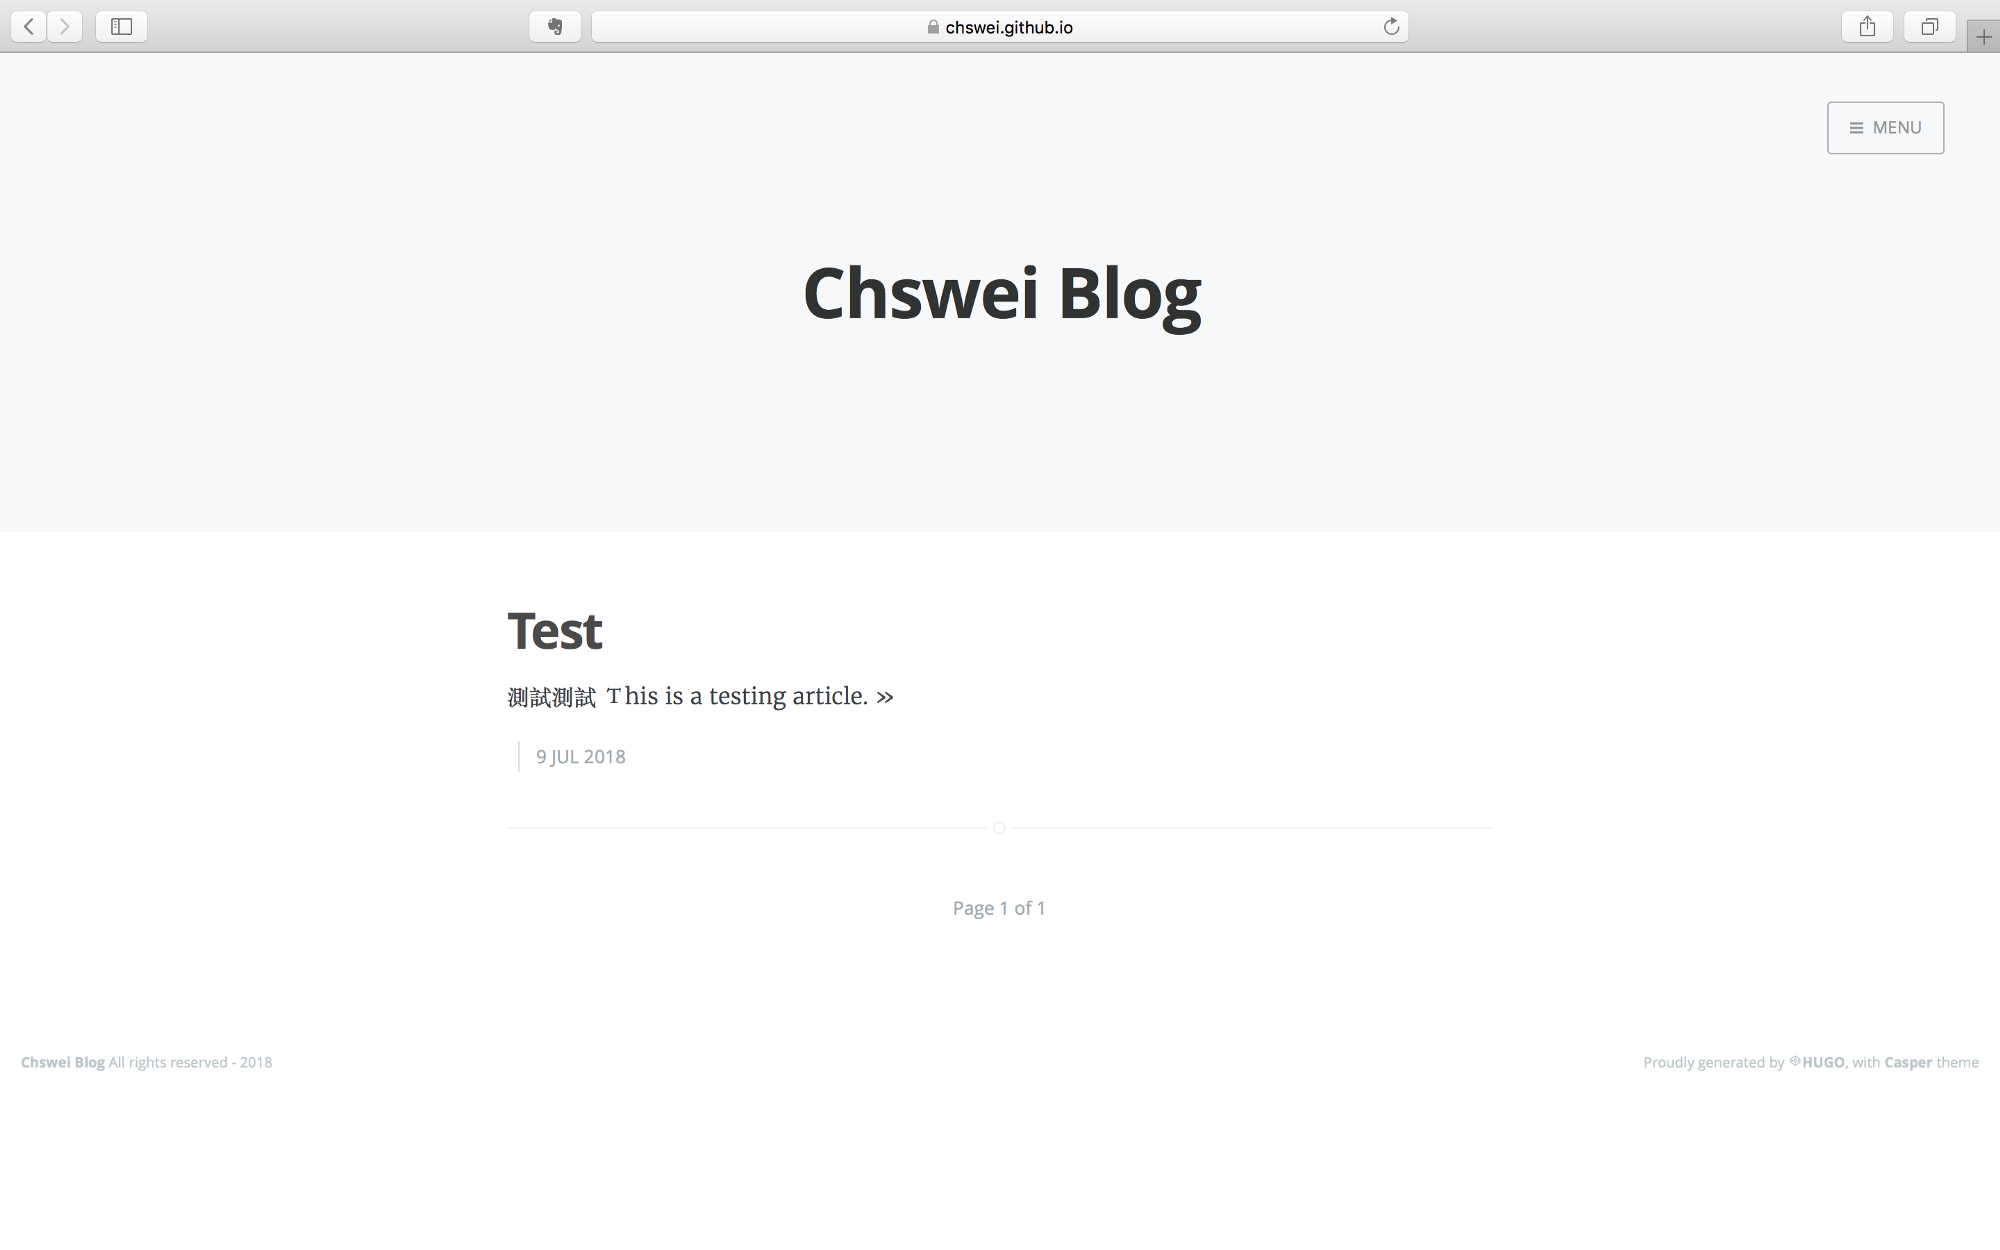 chswei.github.io
MENU
Chswei Blog
Test
測試測試 Ｔhis is a testing article. »
9 JUL 2018
Page 1 of 1
Chswei Blog All rights reserved - 2018
Proudly generated by HUGO, with Casper theme